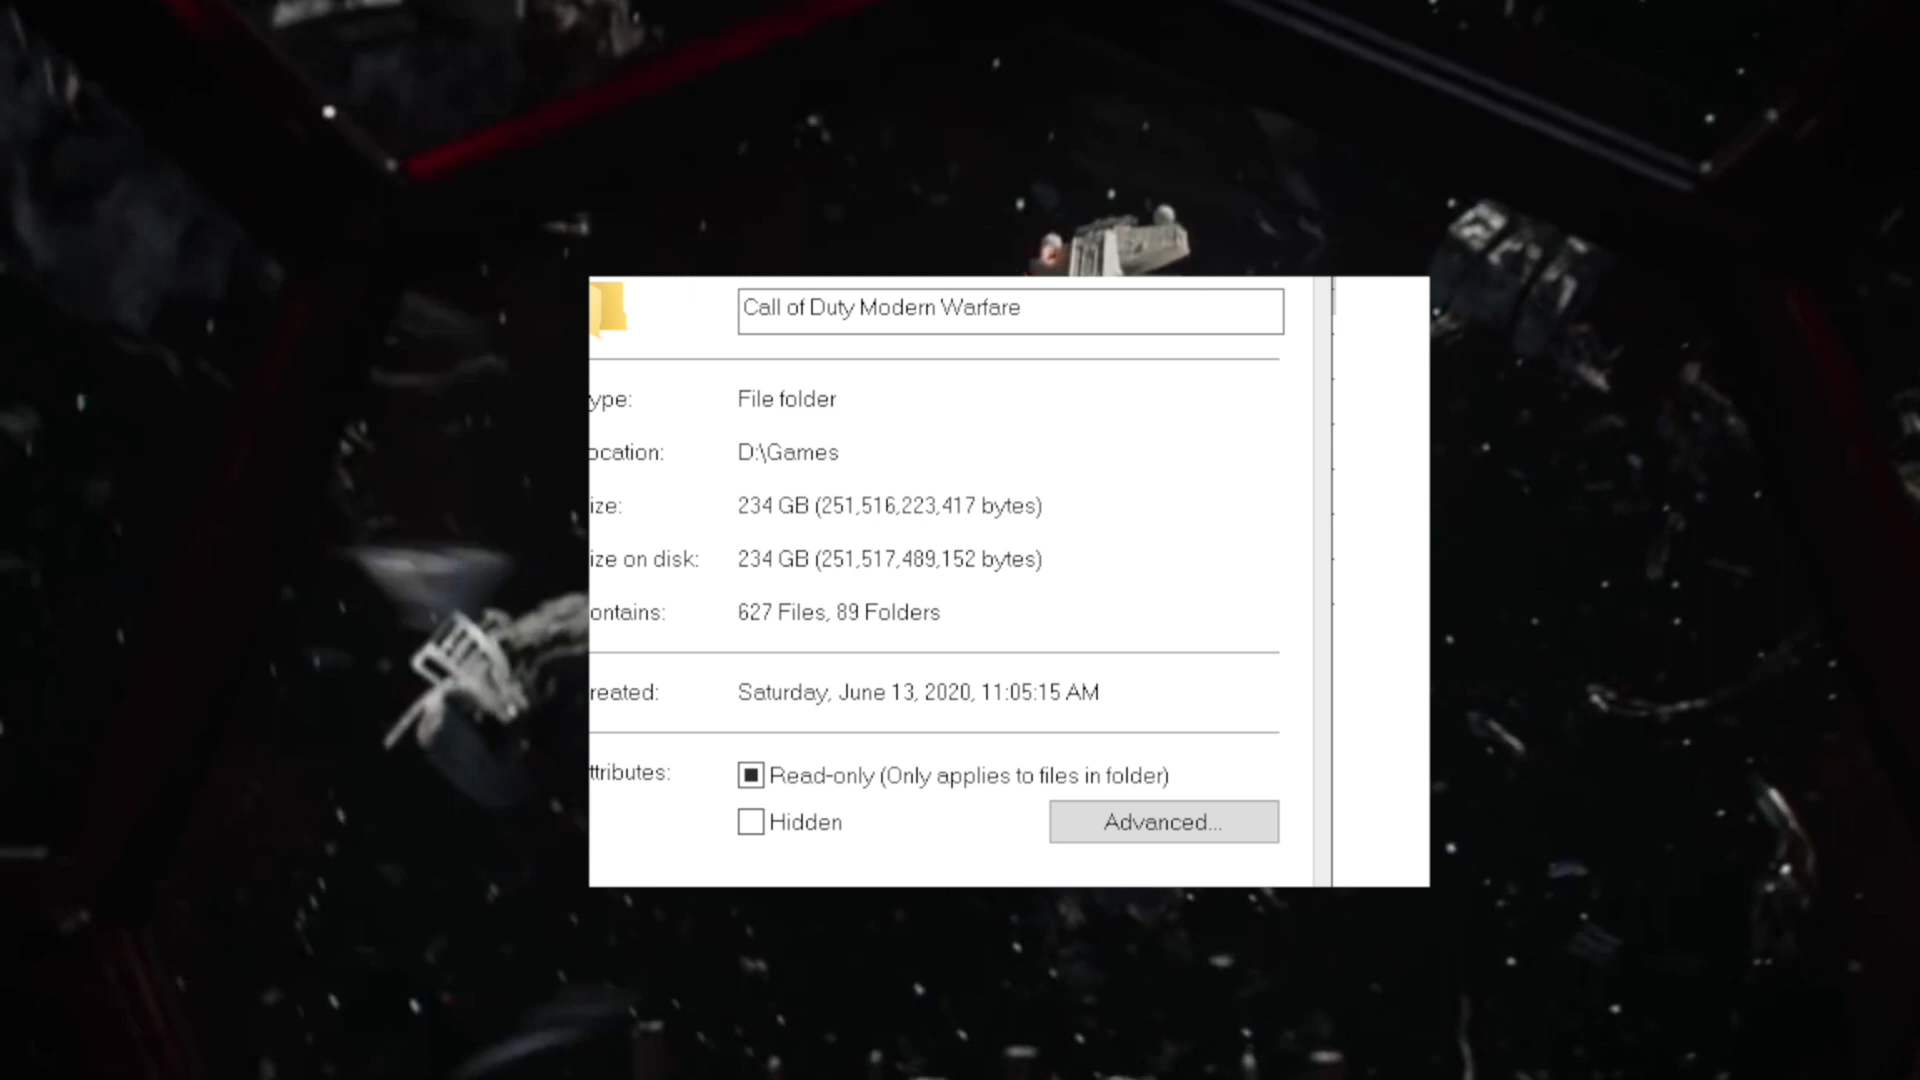 Call of Duty Modern Warfare
ype: File folder
ocation: D:\Games
ize: 234 GB (251,516,223,417 bytes)
ize on disk: 234 GB (251,517,489,152 bytes)
ontains: 627 Files, 89 Folders
reated: Saturday, June 13, 2020, 11:05:15 AM
ttributes: Read-only (Only applies to files in folder)
Hidden Advanced...